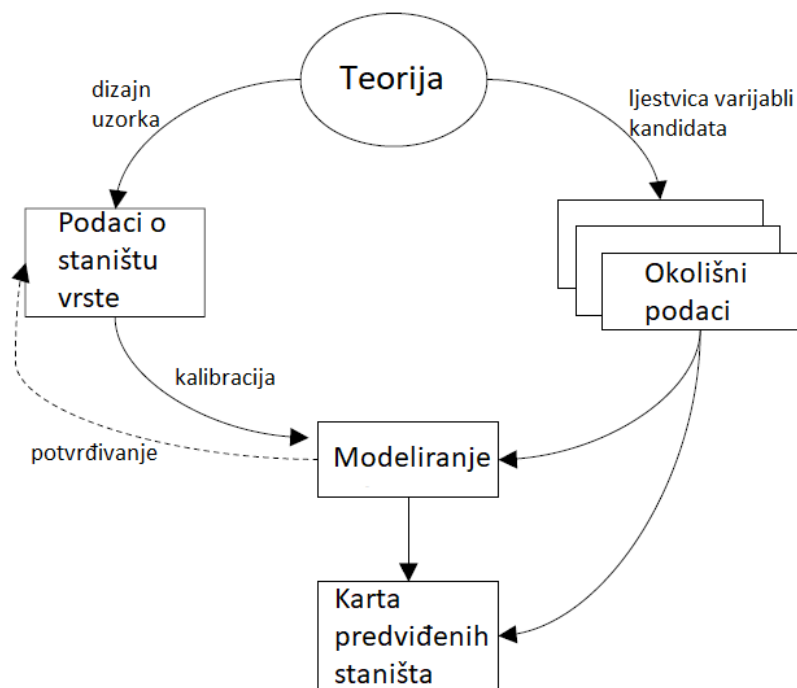 Teorija
dizajn
uzorka
ljestvica varijabli
kandidata
Podaci o
staništu
vrste
Okolišni
podaci
kalibracija
potvrđivanje
Modeliranje
Karta
predviđenih
staništa